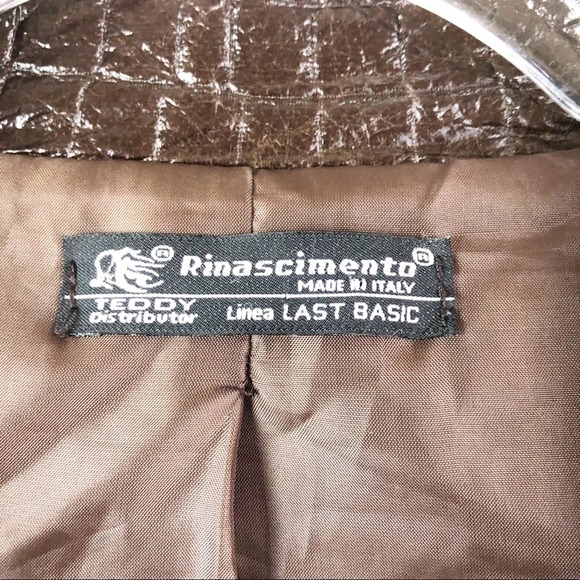 ® Rinascimento ®
MADE IN ITALY
TEDDY
Distributor Linea LAST BASIC